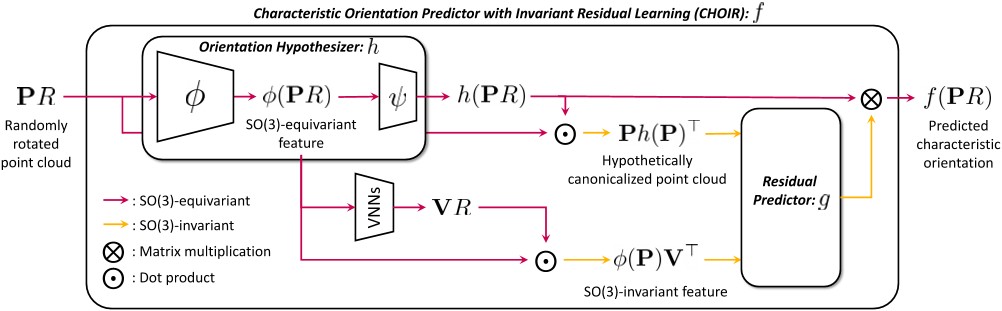 Characteristic Orientation Predictor with Invariant Residual Learning (CHOIR): f
Orientation Hypothesizer: h
PR
Randomly
rotated
point cloud
ϕ
ϕ(PR)
SO(3)-equivariant
feature
ψ
h(PR)
f(PR)
Predicted
characteristic
orientation
Ph(P)⊤
Hypothetically
canonicalized point cloud
Residual
Predictor: g
VNNs
VR
ϕ(P)V⊤
SO(3)-invariant feature
: SO(3)-equivariant
: SO(3)-invariant
: Matrix multiplication
: Dot product